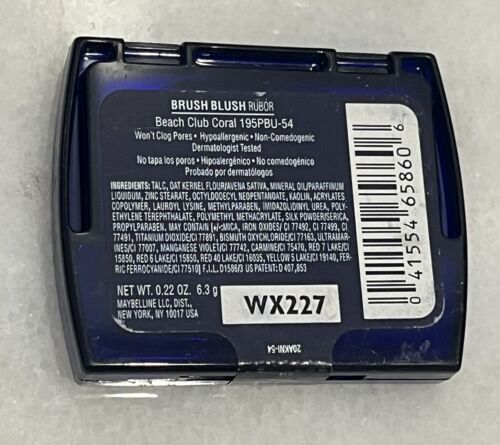 BRUSH BLUSH RUBÓR
Beach Club Coral 195PBU-54
Won't Clog Pores • Hypoallergenic • Non-Comedogenic
Dermatologist Tested
No tapa los poros • Hipoallergénico • No comedogénico
Probado por dermatólogos
INGREDIENTS: TALC, OAT KERNEL FLOUR/AVENA SATIVA, MINERAL OIL/PARAFFINUM
LIQUIDUM, ZINC STEARATE, OCTYLDODECYL NEOPENTANOATE, KAOLIN, ACRYLATES
COPOLYMER, LAUROYL LYSINE, METHYLPARABEN, IMIDAZOLIDINYL UREA, POLY-
ETHYLENE TEREPHTHALATE, POLYMETHYL METHACRYLATE, SILK POWDER/SERICA,
PROPYLPARABEN. MAY CONTAIN [+/-:MICA, IRON OXIDES/ CI 77492, CI 77499, CI
77491, TITANIUM DIOXIDE/CI 77891, BISMUTH OXYCHLORIDE/CI 77163, ULTRAMAR-
INES/CI 77007, MANGANESE VIOLET/CI 77742, CARMINE/CI 75470, RED 7 LAKE/CI
15850, RED 6 LAKE/CI 15850, RED 40 LAKE/CI 16035, YELLOW 5 LAKE/CI 19140, FER-
RIC FERROCYANIDE/CI 77510] F.I.L. D1586/3 US PATENT: D 407,853
NET WT. 0.22 OZ. 6.3 g
MAYBELLINE LLC, DIST.,
NEW YORK, NY 10017 USA
WX227
0 41554 65860 6
20AKWI-54